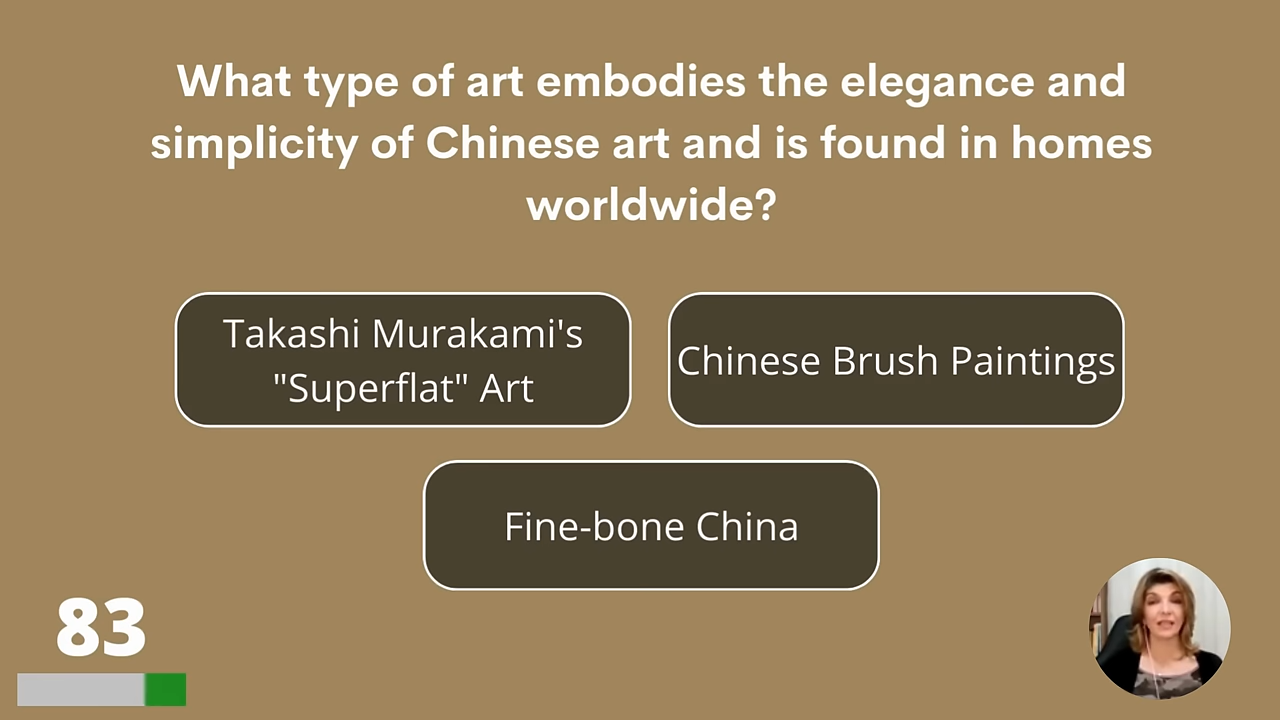 What type of art embodies the elegance and
simplicity of Chinese art and is found in homes
worldwide?
Takashi Murakami's
"Superflat" Art
Chinese Brush Paintings
Fine-bone China
83